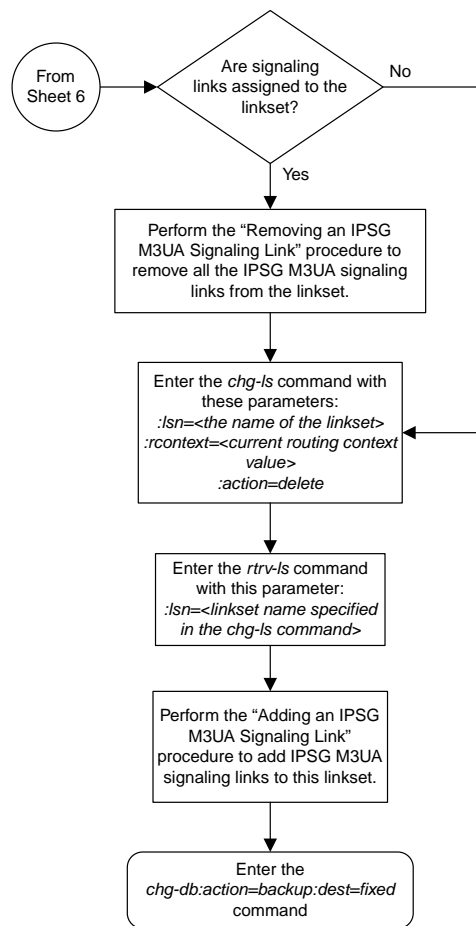 From
Sheet 6
Are signaling
links assigned to the
linkset?
No
Yes
Perform the “Removing an IPSG
M3UA Signaling Link” procedure to
remove all the IPSG M3UA signaling
links from the linkset.
Enter the chg-ls command with
these parameters:
:lsn=<the name of the linkset>
:rcontext=<current routing context
value>
:action=delete
Enter the rtrv-ls command
with this parameter:
:lsn=<linkset name specified
in the chg-ls command>
Perform the “Adding an IPSG
M3UA Signaling Link”
procedure to add IPSG M3UA
signaling links to this linkset.
Enter the
chg-db:action=backup:dest=fixed
command